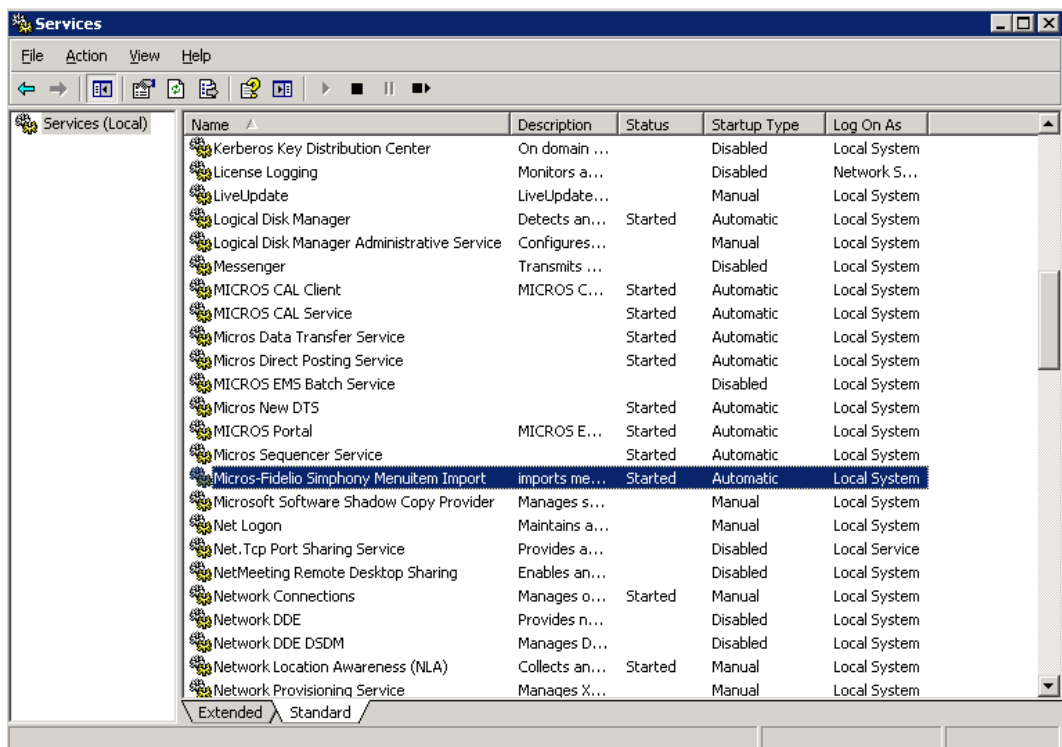 Services
File Action View Help
Services (Local)
Name Description Status Startup Type Log On As
Kerberos Key Distribution Center On domain ... Disabled Local System
License Logging Monitors a... Disabled Network S...
LiveUpdate LiveUpdate... Manual Local System
Logical Disk Manager Detects an... Started Automatic Local System
Logical Disk Manager Administrative Service Configures... Manual Local System
Messenger Transmits ... Disabled Local System
MICROS CAL Client MICROS C... Started Automatic Local System
MICROS CAL Service Started Automatic Local System
Micros Data Transfer Service Started Automatic Local System
Micros Direct Posting Service Started Automatic Local System
MICROS EMS Batch Service Disabled Local System
Micros New DTS Started Automatic Local System
MICROS Portal MICROS E... Started Automatic Local System
Micros Sequencer Service Started Automatic Local System
Micros-Fidelio Simphony Menuitem Import imports me... Started Automatic Local System
Microsoft Software Shadow Copy Provider Manages s... Manual Local System
Net Logon Maintains a... Manual Local System
Net.Tcp Port Sharing Service Provides a... Disabled Local Service
NetMeeting Remote Desktop Sharing Enables an... Disabled Local System
Network Connections Manages o... Started Manual Local System
Network DDE Provides n... Disabled Local System
Network DDE DSDM Manages D... Disabled Local System
Network Location Awareness (NLA) Collects an... Started Manual Local System
Network Provisioning Service Manages X... Manual Local System
Extended Standard